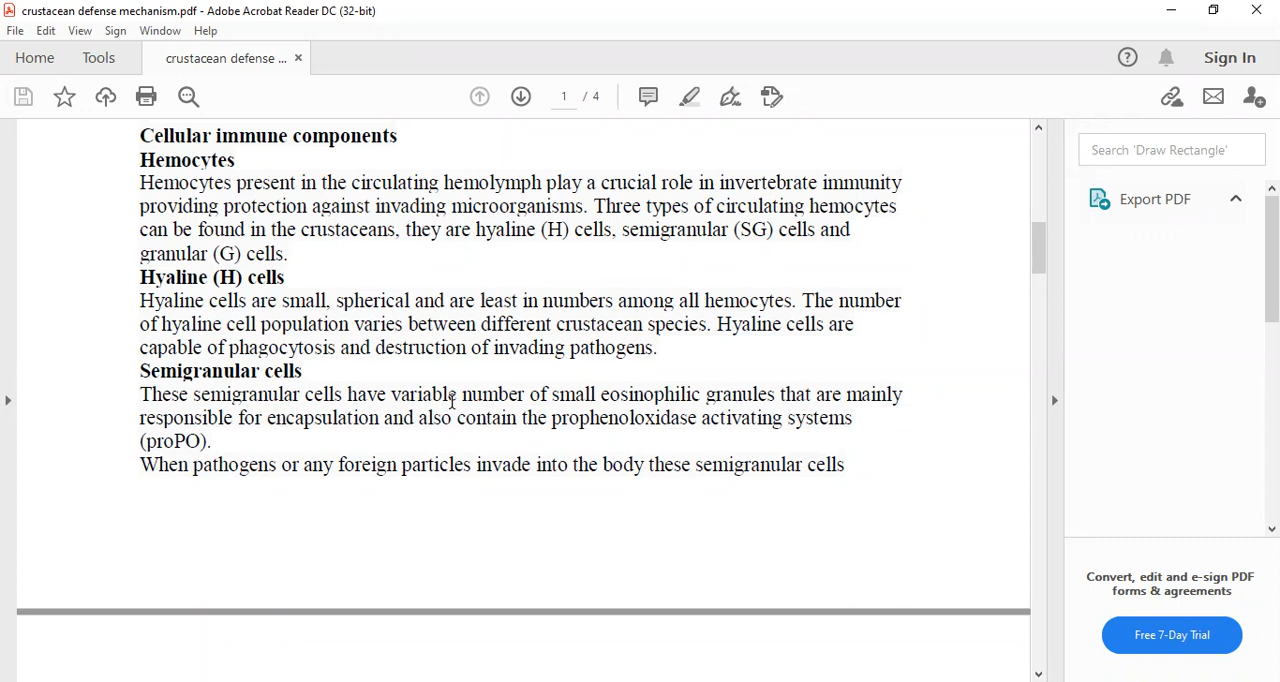 crustacean defense mechanism.pdf - Adobe Acrobat Reader DC (32-bit)
File Edit View Sign Window Help
Home Tools crustacean defense ... × Sign In
1 / 4
Cellular immune components
Hemocytes
Hemocytes present in the circulating hemolymph play a crucial role in invertebrate immunity
providing protection against invading microorganisms. Three types of circulating hemocytes
can be found in the crustaceans, they are hyaline (H) cells, semigranular (SG) cells and
granular (G) cells.
Hyaline (H) cells
Hyaline cells are small, spherical and are least in numbers among all hemocytes. The number
of hyaline cell population varies between different crustacean species. Hyaline cells are
capable of phagocytosis and destruction of invading pathogens.
Semigranular cells
These semigranular cells have variable number of small eosinophilic granules that are mainly
responsible for encapsulation and also contain the prophenoloxidase activating systems
(proPO).
When pathogens or any foreign particles invade into the body these semigranular cells
Search 'Draw Rectangle'
Export PDF
Convert, edit and e-sign PDF
forms & agreements
Free 7-Day Trial